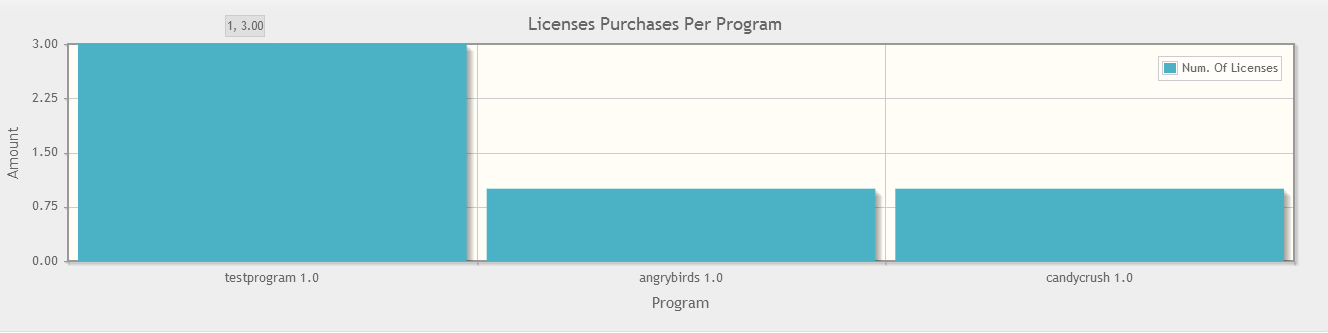 1, 3.00
Licenses Purchases Per Program
3.00
2.25
1.50
0.75
0.00
Amount
Num. Of Licenses
testprogram 1.0
angrybirds 1.0
candycrush 1.0
Program